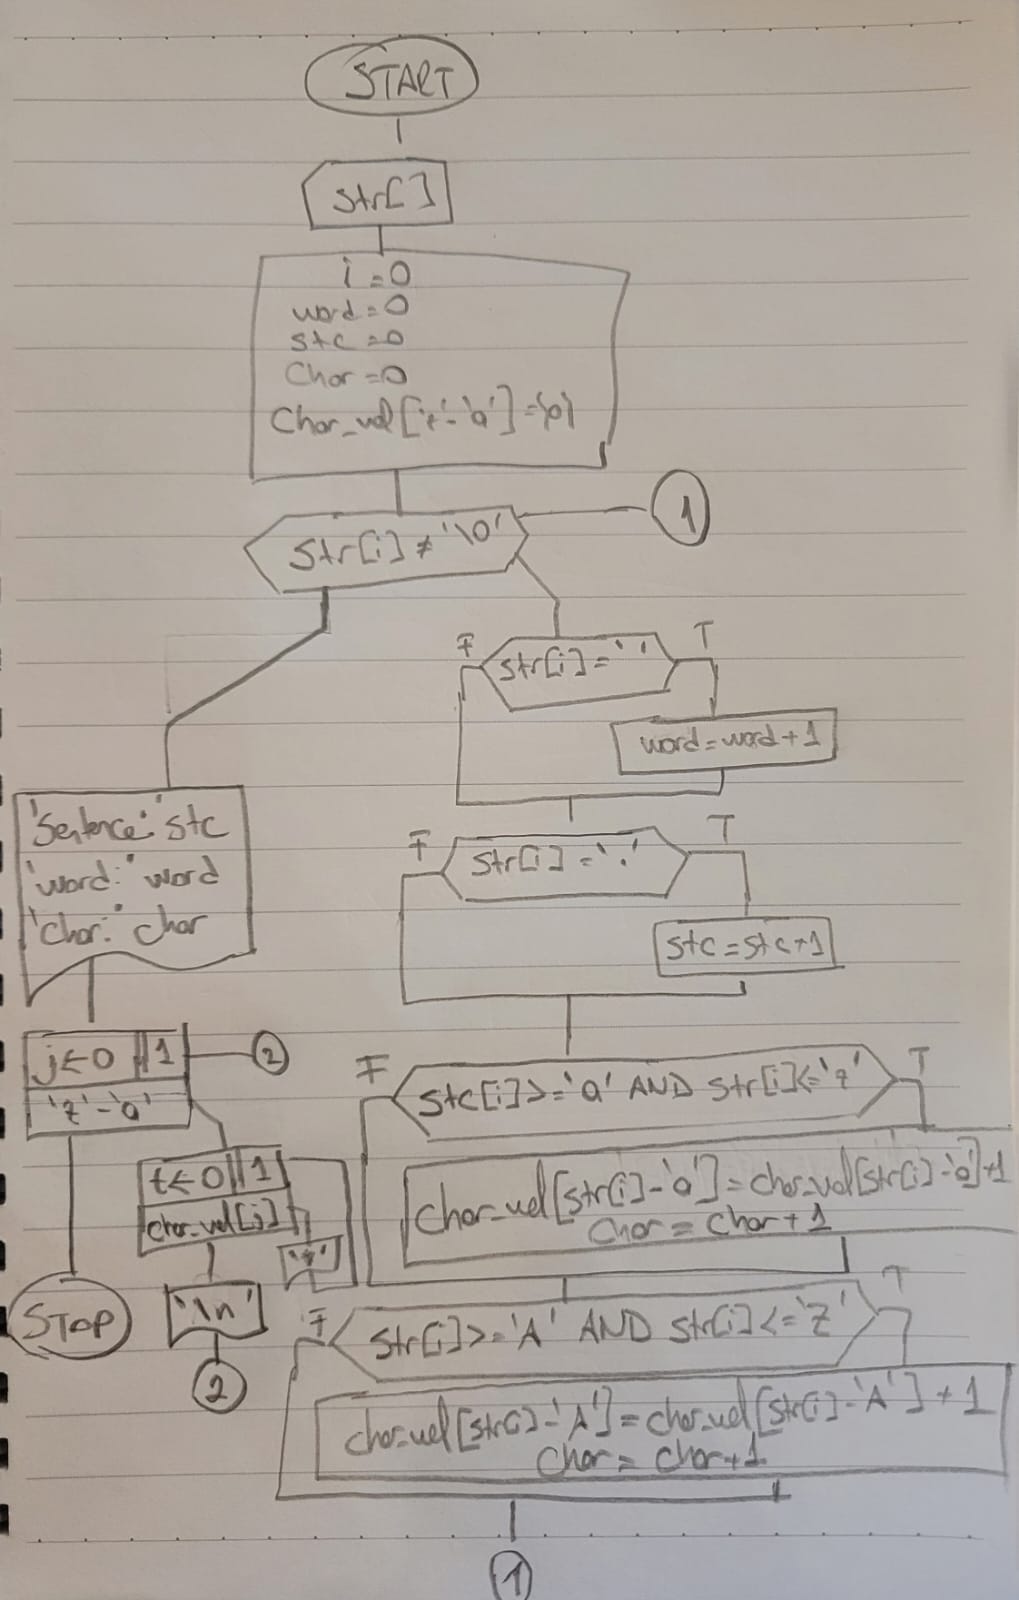 START
str[]
i=0
word=0
stc=0
char=0
char_val['z'-'a']={0}
str[i]≠'\0'
1
F
str[i]=' '
T
word=word+1
F
str[i]='.'
T
stc=stc+1
'Sentence:" stc
'word:" word
'char:" char
j←0 1
2
'z'-'a'
F
stc[i]>='a' AND str[i]<='z'
T
char_val[str[i]-'a']=char_val[str[i]-'a']+1
char=char+1
t←0 1
char_val[j]
'*'
STOP
'\n'
2
F
str[i]>='A' AND str[i]<='Z'
T
char_val[str[i]-'A']=char_val[str[i]-'A']+1
char=char+1
1